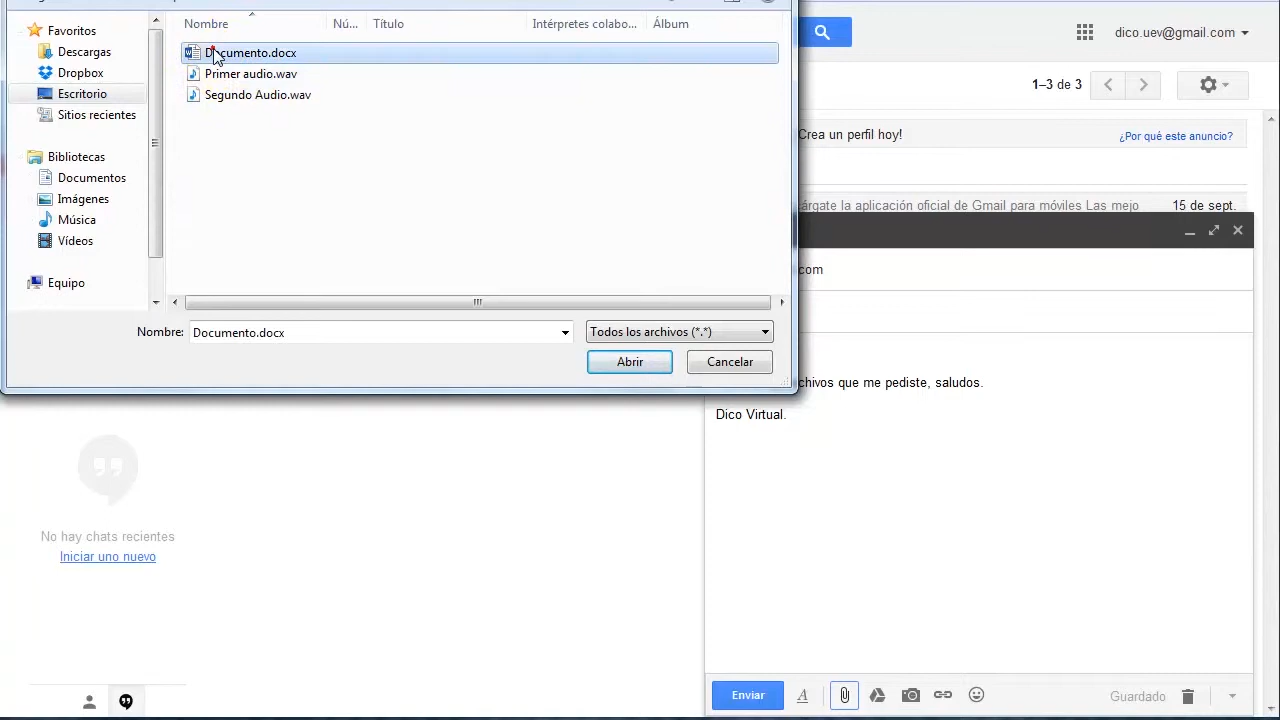 Nombre Nú... Título Intérpretes colabo... Álbum
Favoritos
Descargas
Dropbox
Escritorio
Sitios recientes
Bibliotecas
Documentos
Imágenes
Música
Vídeos
Equipo
Documento.docx
Primer audio.wav
Segundo Audio.wav
Nombre: Documento.docx Todos los archivos (*.*)
Abrir Cancelar
dico.uev@gmail.com
1–3 de 3
Crea un perfil hoy! ¿Por qué este anuncio?
árgate la aplicación oficial de Gmail para móviles Las mejo 15 de sept.
com
chivos que me pediste, saludos.
Dico Virtual.
No hay chats recientes
Iniciar uno nuevo
Enviar Guardado